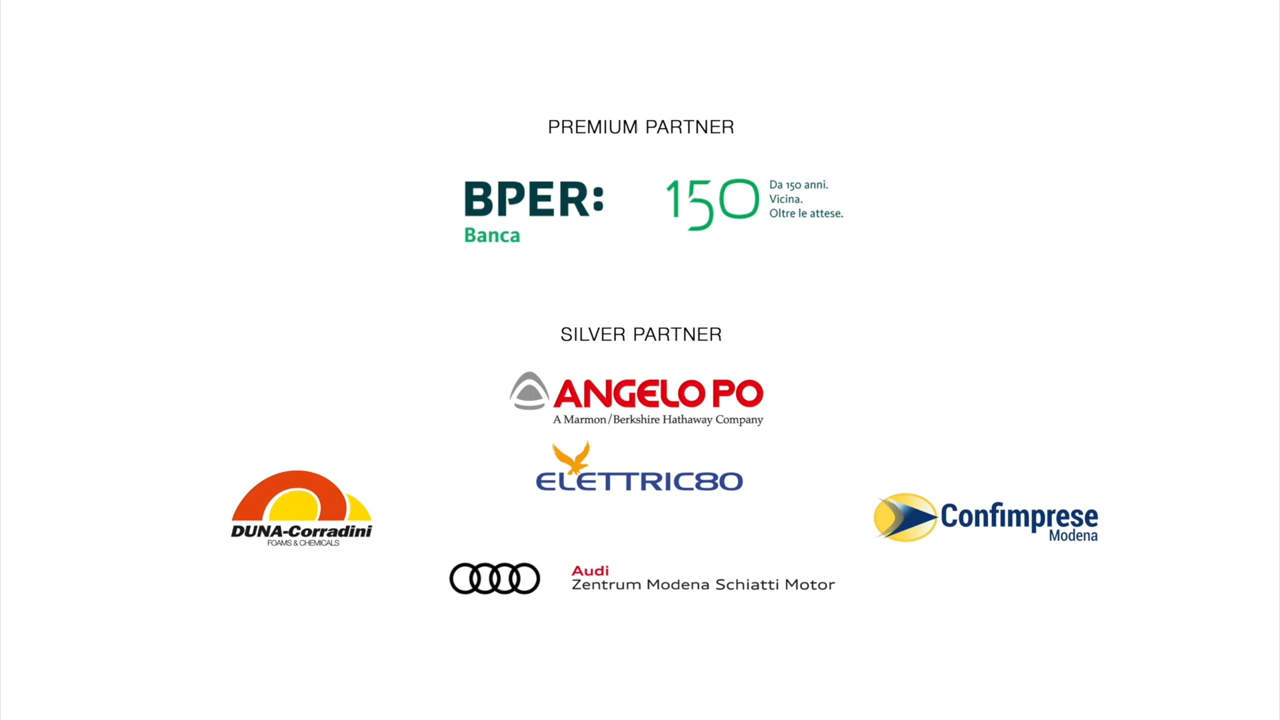 PREMIUM PARTNER
BPER:
Banca
150
Da 150 anni.
Vicina.
Oltre le attese.
SILVER PARTNER
ANGELO PO
A Marmon/Berkshire Hathaway Company
ELETTRIC80
DUNA-Corradini
FOAMS & CHEMICALS
Confimprese
Modena
Audi
Zentrum Modena Schiatti Motor